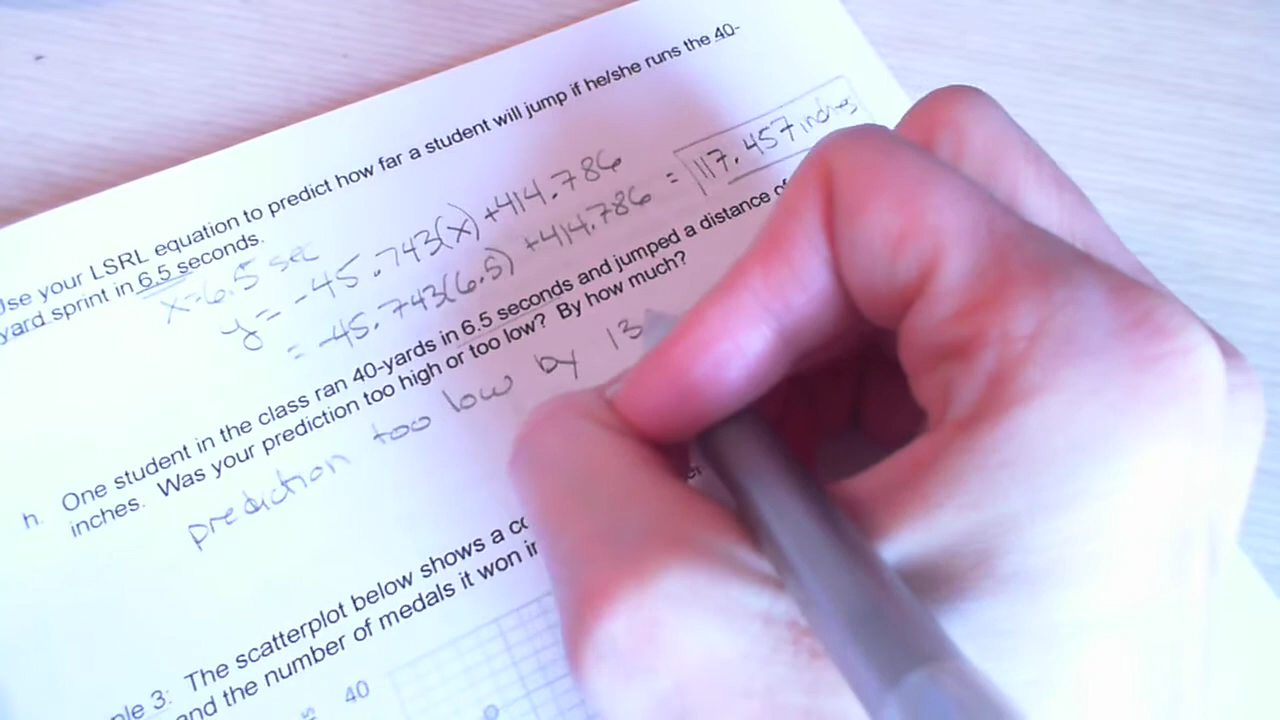 Use your LSRL equation to predict how far a student will jump if he/she runs the 40-
yard sprint in 6.5 seconds.
x=6.5 sec
y = -45.743(x) +414.786
= -45.743(6.5) +414.786 = 117.457 inches
h. One student in the class ran 40-yards in 6.5 seconds and jumped a distance of
inches. Was your prediction too high or too low? By how much?
prediction too low by 13
3: The scatterplot below shows a
and the number of medals it won
40